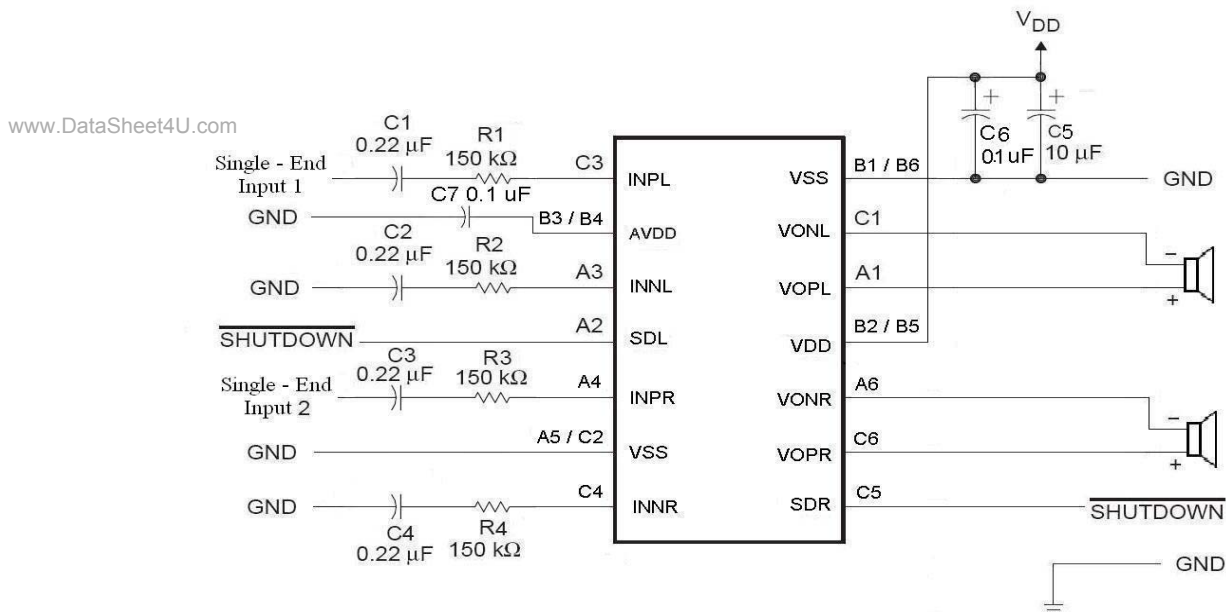 V DD
www.DataSheet4U.com
C1
0.22 µF
R1
150 kΩ
C6
0.1 uF
C5
10 µF
+
+
Single - End
Input 1
C3
INPL
VSS
B1 / B6
GND
C7 0.1 uF
GND
B3 / B4
AVDD
VONL
C1
C2
0.22 µF
R2
150 kΩ
−
GND
A3
INNL
VOPL
A1
+
SHUTDOWN
A2
SDL
VDD
B2 / B5
C3
0.22 µF
R3
150 kΩ
Single - End
Input 2
A4
INPR
VONR
A6
−
GND
A5 / C2
VSS
VOPR
C6
+
GND
C4
INNR
SDR
C5
SHUTDOWN
C4
0.22 µF
R4
150 kΩ
GND